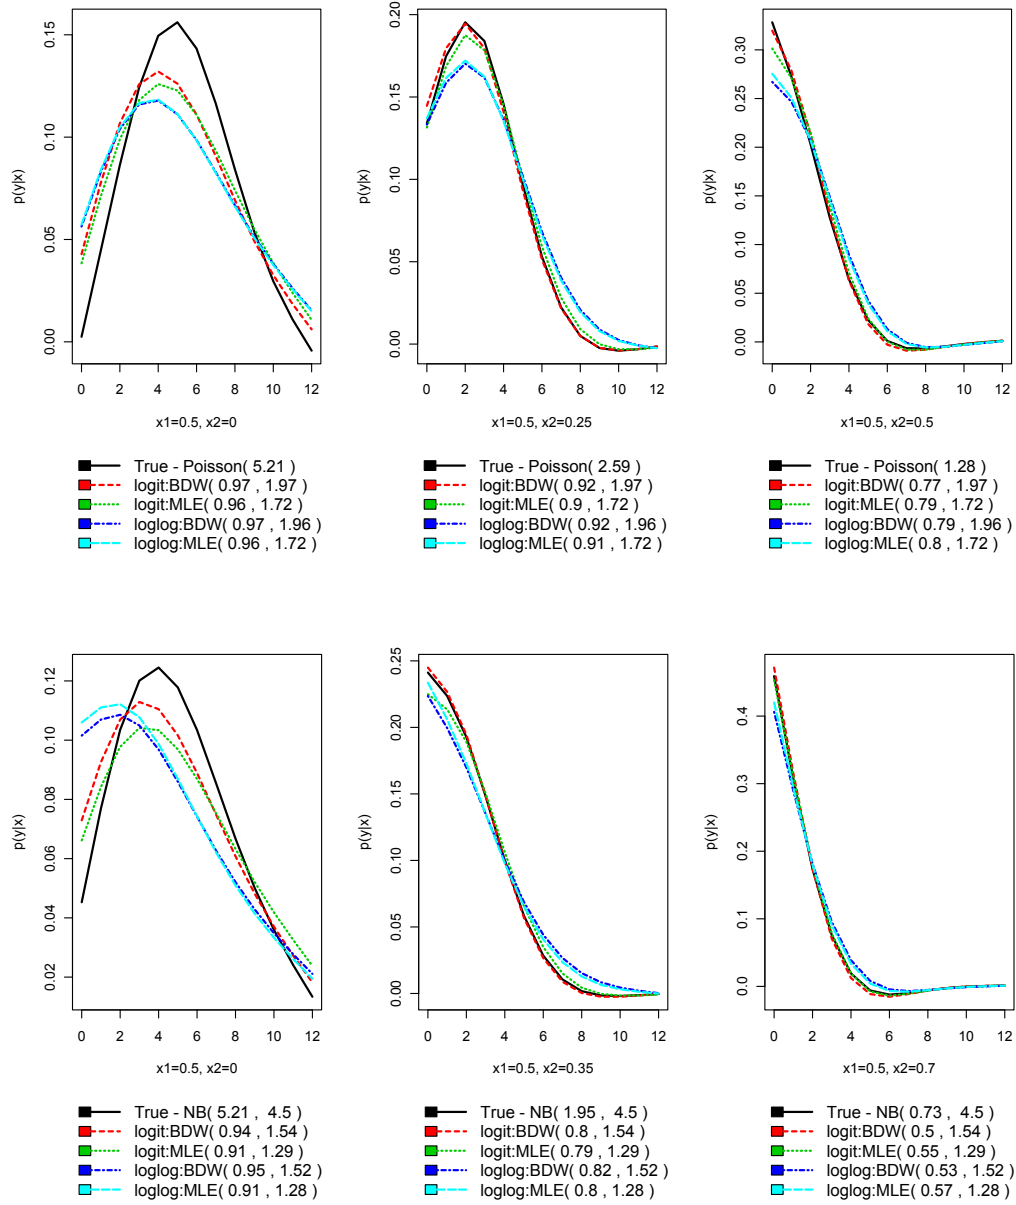 0.00 0.05 0.10 0.15
p(y|x)
0 2 4 6 8 10 12
x1=0.5, x2=0
True - Poisson( 5.21 )
logit:BDW( 0.97 , 1.97 )
logit:MLE( 0.96 , 1.72 )
loglog:BDW( 0.97 , 1.96 )
loglog:MLE( 0.96 , 1.72 )
0.00 0.05 0.10 0.15 0.20
p(y|x)
0 2 4 6 8 10 12
x1=0.5, x2=0.25
True - Poisson( 2.59 )
logit:BDW( 0.92 , 1.97 )
logit:MLE( 0.9 , 1.72 )
loglog:BDW( 0.92 , 1.96 )
loglog:MLE( 0.91 , 1.72 )
0.00 0.05 0.10 0.15 0.20 0.25 0.30
p(y|x)
0 2 4 6 8 10 12
x1=0.5, x2=0.5
True - Poisson( 1.28 )
logit:BDW( 0.77 , 1.97 )
logit:MLE( 0.79 , 1.72 )
loglog:BDW( 0.79 , 1.96 )
loglog:MLE( 0.8 , 1.72 )
0.02 0.04 0.06 0.08 0.10 0.12
p(y|x)
0 2 4 6 8 10 12
x1=0.5, x2=0
True - NB( 5.21 , 4.5 )
logit:BDW( 0.94 , 1.54 )
logit:MLE( 0.91 , 1.29 )
loglog:BDW( 0.95 , 1.52 )
loglog:MLE( 0.91 , 1.28 )
0.00 0.05 0.10 0.15 0.20 0.25
p(y|x)
0 2 4 6 8 10 12
x1=0.5, x2=0.35
True - NB( 1.95 , 4.5 )
logit:BDW( 0.8 , 1.54 )
logit:MLE( 0.79 , 1.29 )
loglog:BDW( 0.82 , 1.52 )
loglog:MLE( 0.8 , 1.28 )
0.0 0.1 0.2 0.3 0.4
p(y|x)
0 2 4 6 8 10 12
x1=0.5, x2=0.7
True - NB( 0.73 , 4.5 )
logit:BDW( 0.5 , 1.54 )
logit:MLE( 0.55 , 1.29 )
loglog:BDW( 0.53 , 1.52 )
loglog:MLE( 0.57 , 1.28 )